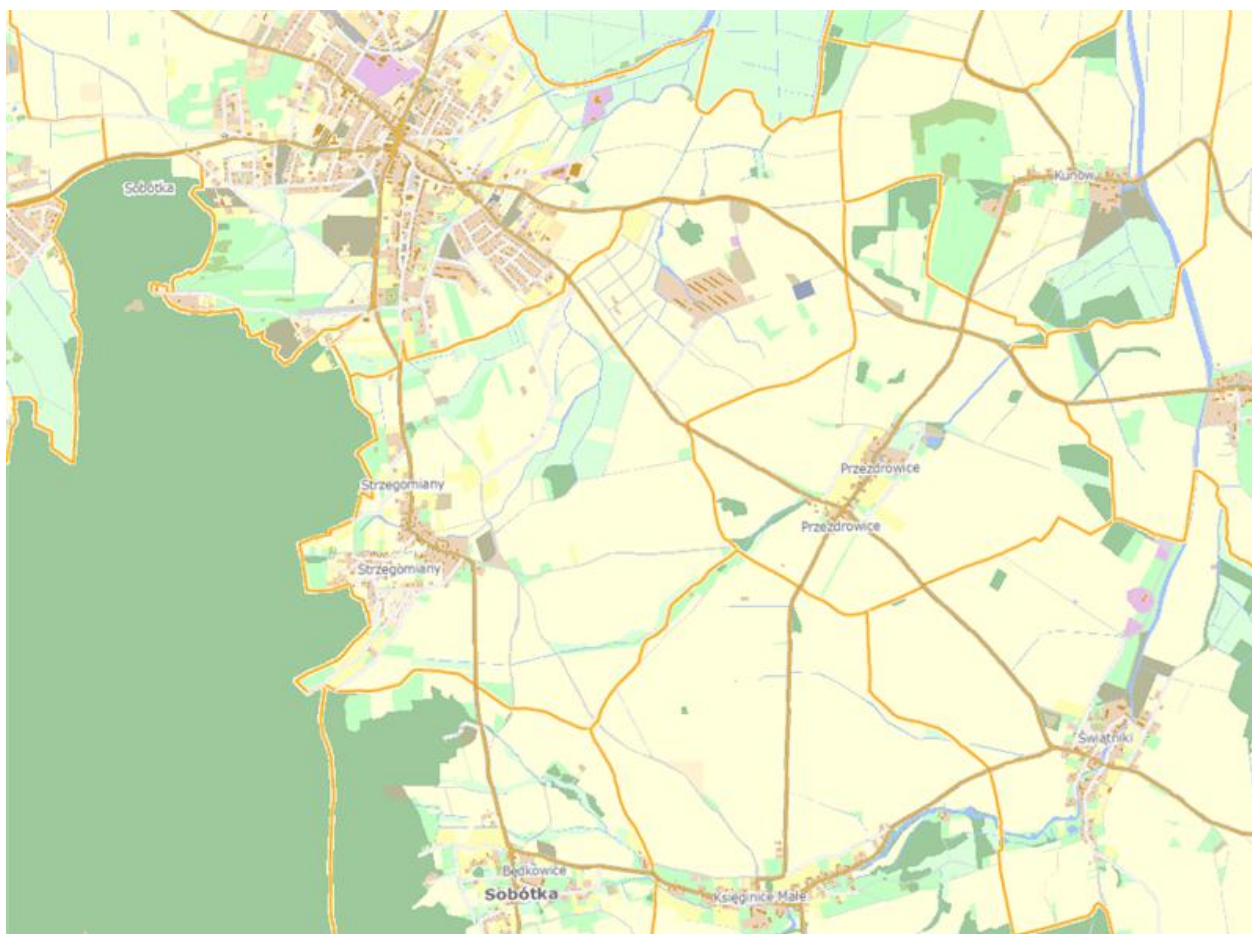 Sobótka
Kunów
Przezdrowice
Strzegomiany
Przezdrowice
Strzegomiany
Świątniki
Będkowice
Sobótka
Księginice Małe